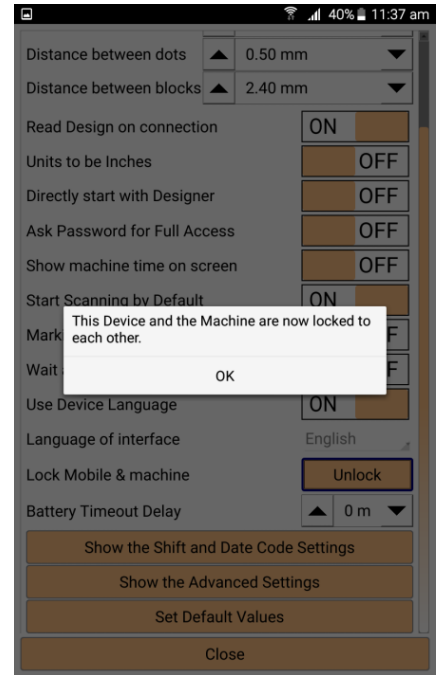 40% 11:37 am
Distance between dots 0.50 mm
Distance between blocks 2.40 mm
Read Design on connection ON
Units to be Inches OFF
Directly start with Designer OFF
Ask Password for Full Access OFF
Show machine time on screen OFF
Start Scanning by Default ON
This Device and the Machine are now locked to
each other.
OK
Mark F
Wait F
Use Device Language ON
Language of interface English
Lock Mobile & machine Unlock
Battery Timeout Delay 0 m
Show the Shift and Date Code Settings
Show the Advanced Settings
Set Default Values
Close